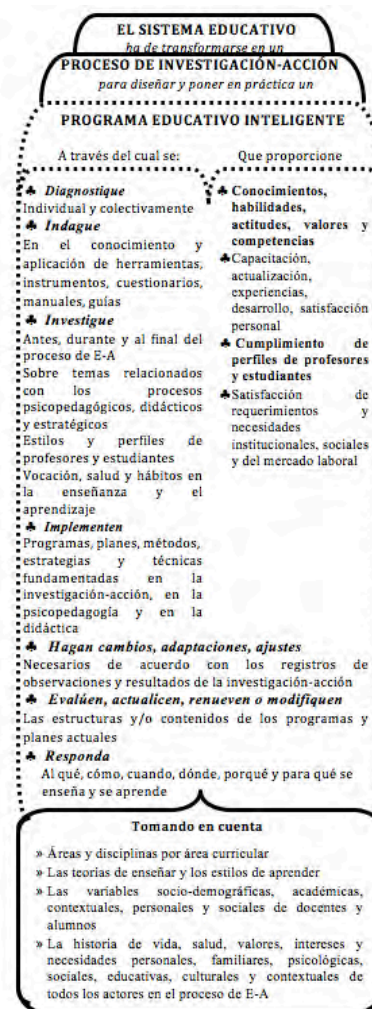 EL SISTEMA EDUCATIVO
ha de transformarse en un
PROCESO DE INVESTIGACIÓN-ACCIÓN
para diseñar y poner en práctica un
PROGRAMA EDUCATIVO INTELIGENTE
A través del cual se:
♣ Diagnostique
Individual y colectivamente
♣ Indague
En el conocimiento y
aplicación de herramientas,
instrumentos, cuestionarios,
manuales, guías
♣ Investigue
Antes, durante y al final del
proceso de E-A
Sobre temas relacionados
con los procesos
psicopedagógicos, didácticos
y estratégicos
Estilos y perfiles de
profesores y estudiantes
Vocación, salud y hábitos en
la enseñanza y el
aprendizaje
♣ Implementen
Programas, planes, métodos,
estrategias y técnicas
fundamentadas en la
investigación-acción, en la
psicopedagogía y en la
didáctica
Que proporcione
♣ Conocimientos,
habilidades,
actitudes, valores y
competencias
♣ Capacitación,
actualización,
experiencias,
desarrollo, satisfacción
personal
♣ Cumplimiento de
perfiles de profesores
y estudiantes
♣ Satisfacción de
requerimientos y
necesidades
institucionales, sociales
y del mercado laboral
♣ Hagan cambios, adaptaciones, ajustes
Necesarios de acuerdo con los registros de
observaciones y resultados de la investigación-acción
♣ Evalúen, actualicen, renueven o modifiquen
Las estructuras y/o contenidos de los programas y
planes actuales
♣ Responda
Al qué, cómo, cuando, dónde, porqué y para qué se
enseña y se aprende
Tomando en cuenta
» Áreas y disciplinas por área curricular
» Las teorías de enseñar y los estilos de aprender
» Las variables socio-demográficas, académicas,
contextuales, personales y sociales de docentes y
alumnos
» La historia de vida, salud, valores, intereses y
necesidades personales, familiares, psicológicas,
sociales, educativas, culturales y contextuales de
todos los actores en el proceso de E-A